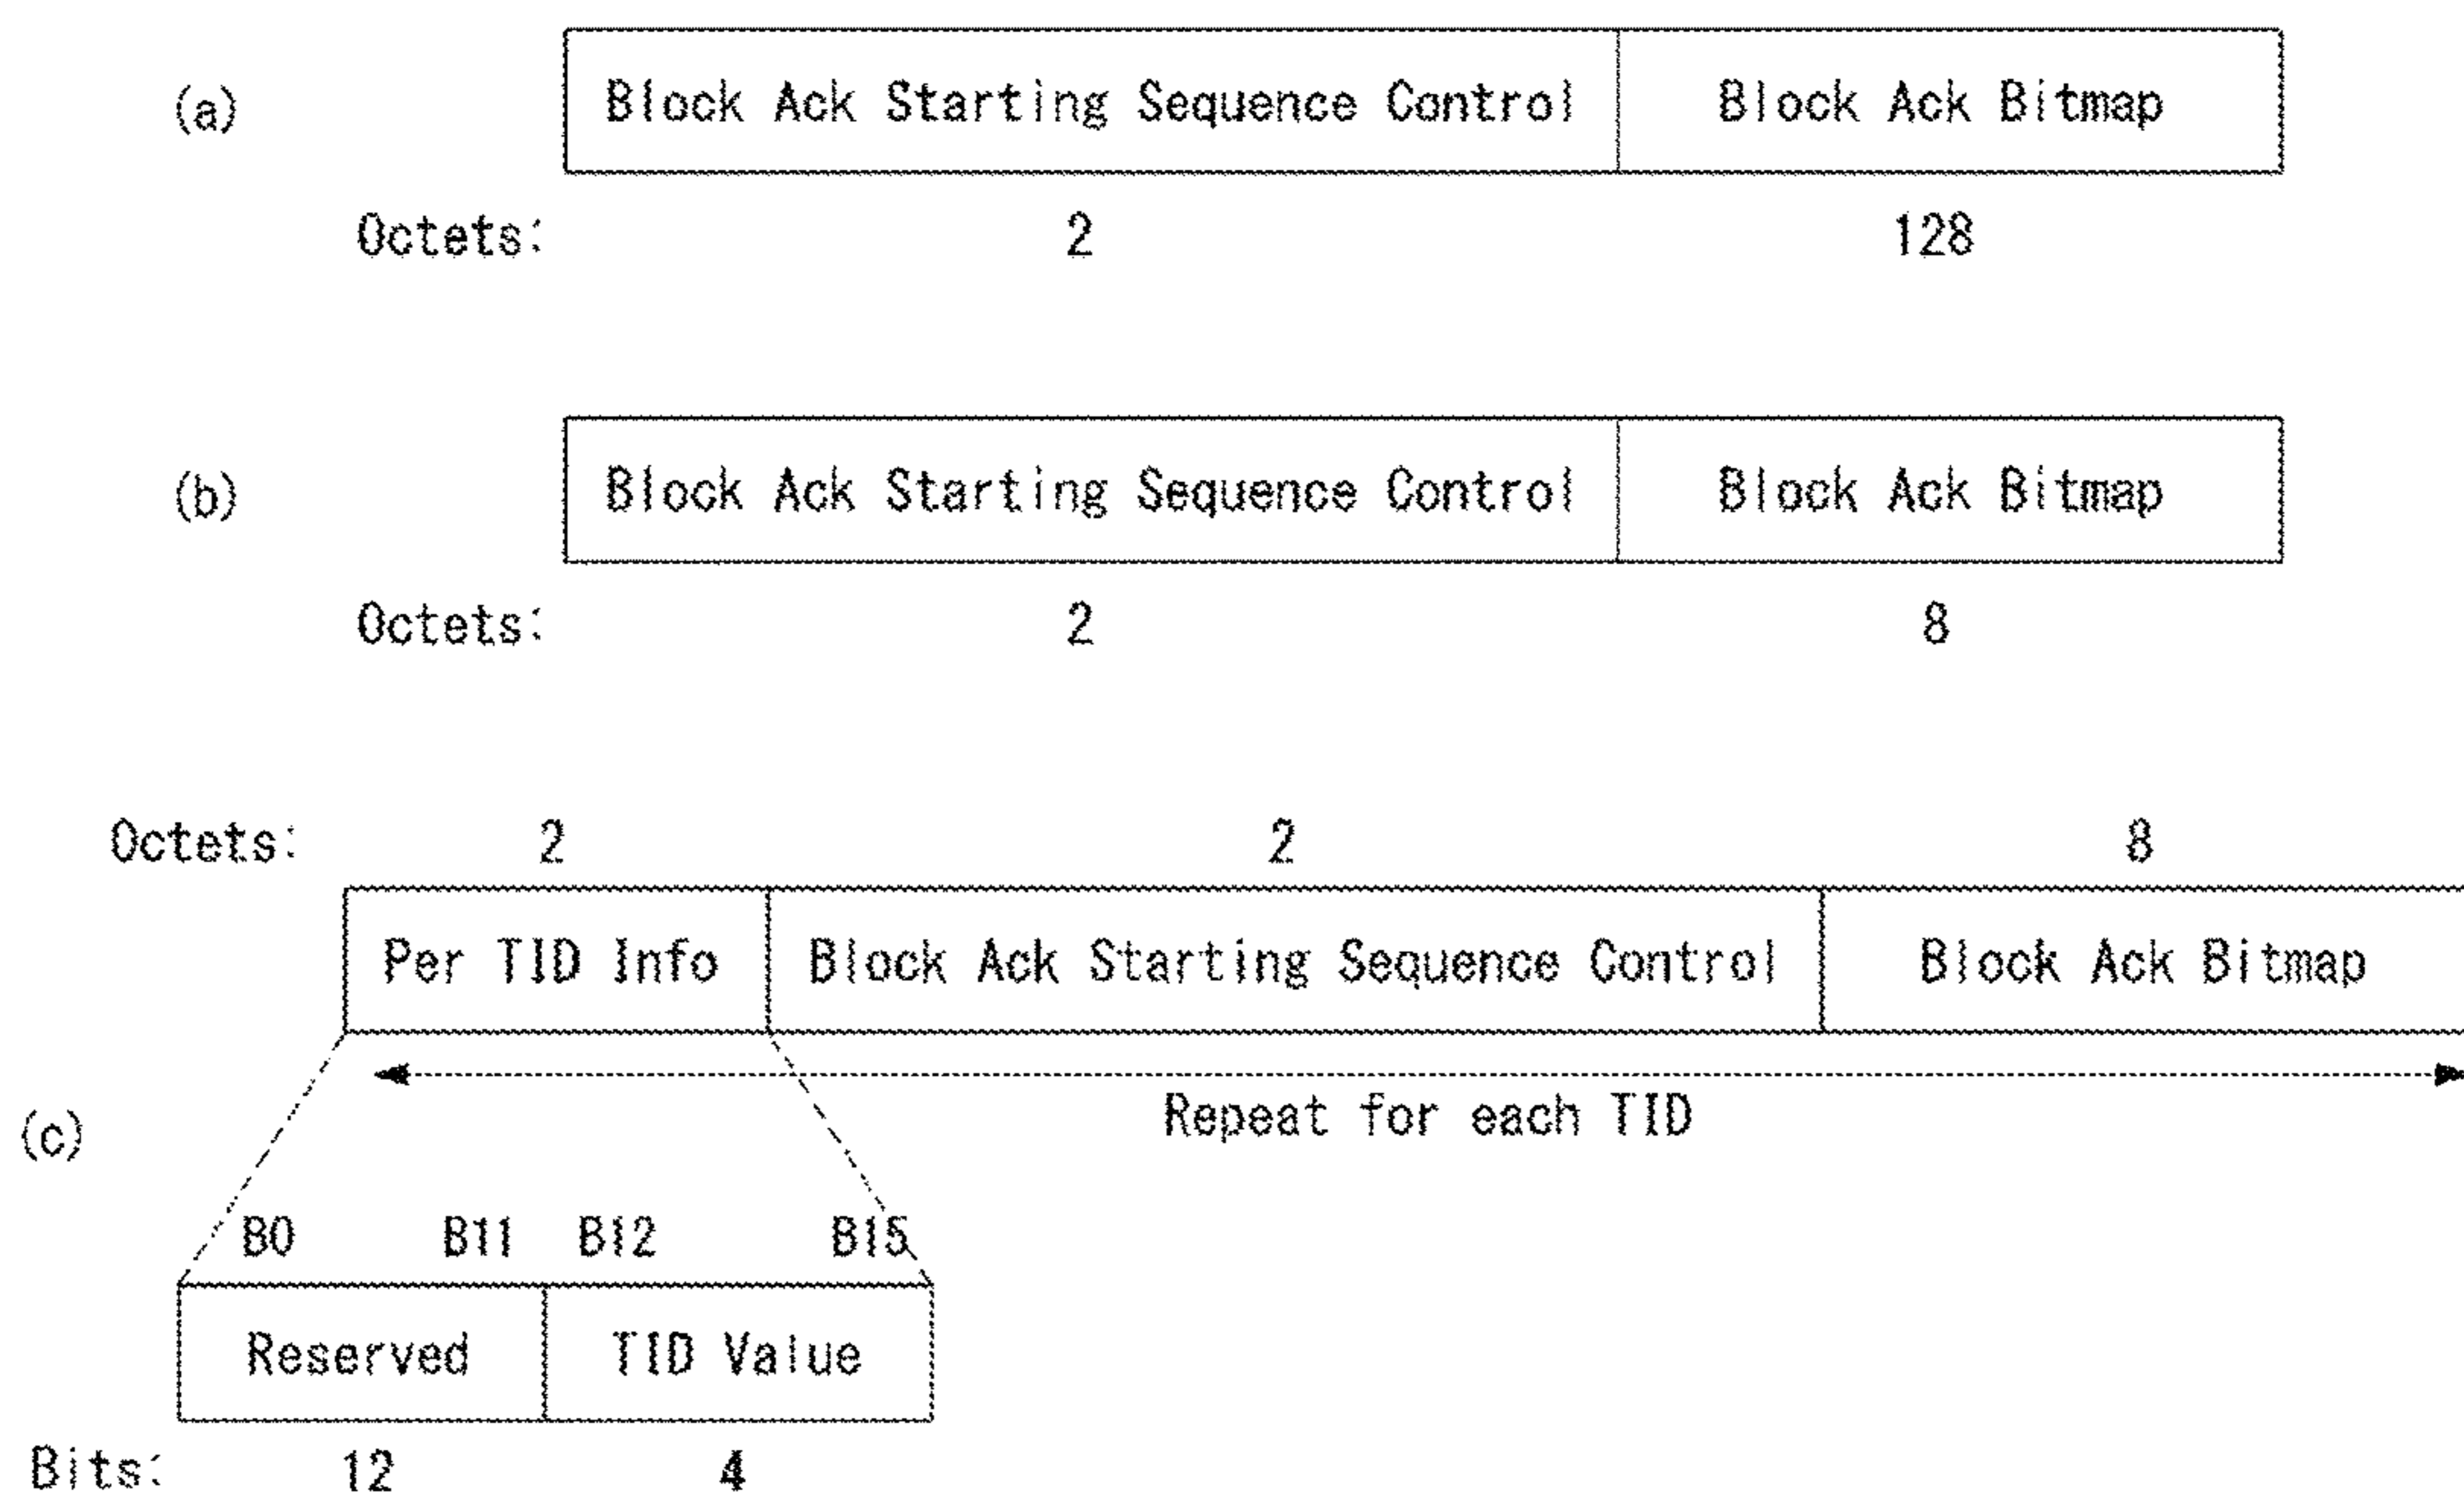 (a) Block Ack Starting Sequence Control Block Ack Bitmap
Octets: 2 128
(b) Block Ack Starting Sequence Control Block Ack Bitmap
Octets: 2 8
Octets: 2 2 8
Per TID Info Block Ack Starting Sequence Control Block Ack Bitmap
Repeat for each TID
(c)
B0 B11 B12 B15
Reserved TID Value
Bits: 12 4